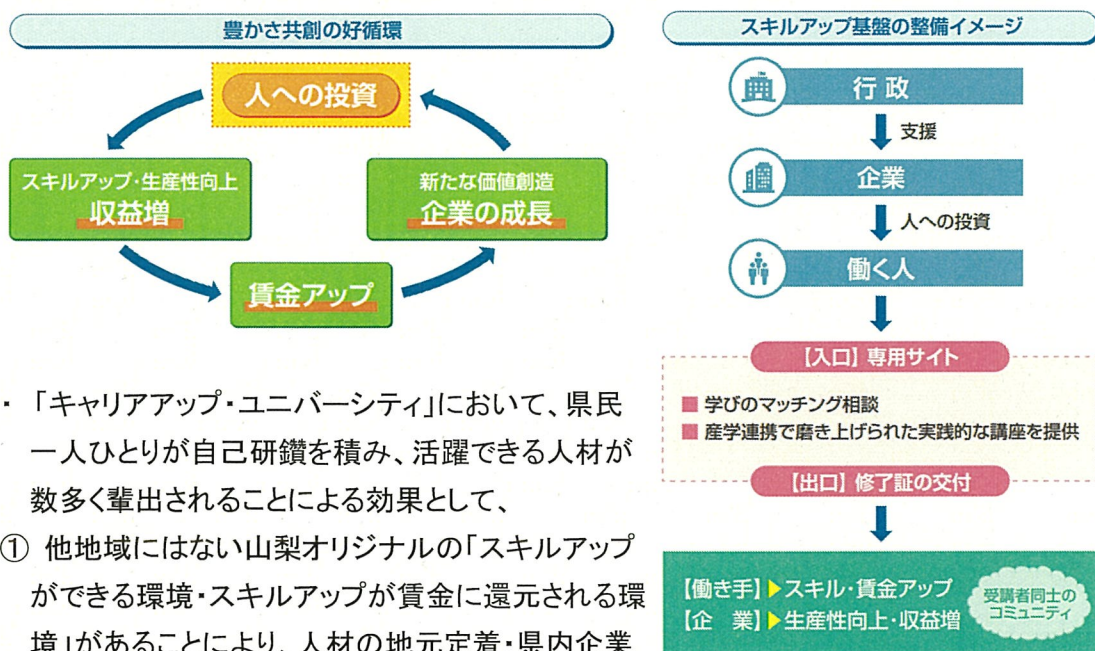 豊かさ共創の好循環
人への投資
スキルアップ・生産性向上
収益増
新たな価値創造
企業の成長
賃金アップ
・「キャリアアップ・ユニバーシティ」において、県民
一人ひとりが自己研鑽を積み、活躍できる人材が
数多く輩出されることによる効果として、
① 他地域にはない山梨オリジナルの「スキルアップ
ができる環境・スキルアップが賃金に還元される環
境」があることにより、人材の地元定着・県内企業
スキルアップ基盤の整備イメージ
行政
支援
企業
人への投資
働く人
【入口】専用サイト
■ 学びのマッチング相談
■ 産学連携で磨き上げられた実践的な講座を提供
【出口】修了証の交付
【働き手】▶スキル・賃金アップ
【企　業】▶生産性向上・収益増
受講者同士の
コミュニティ